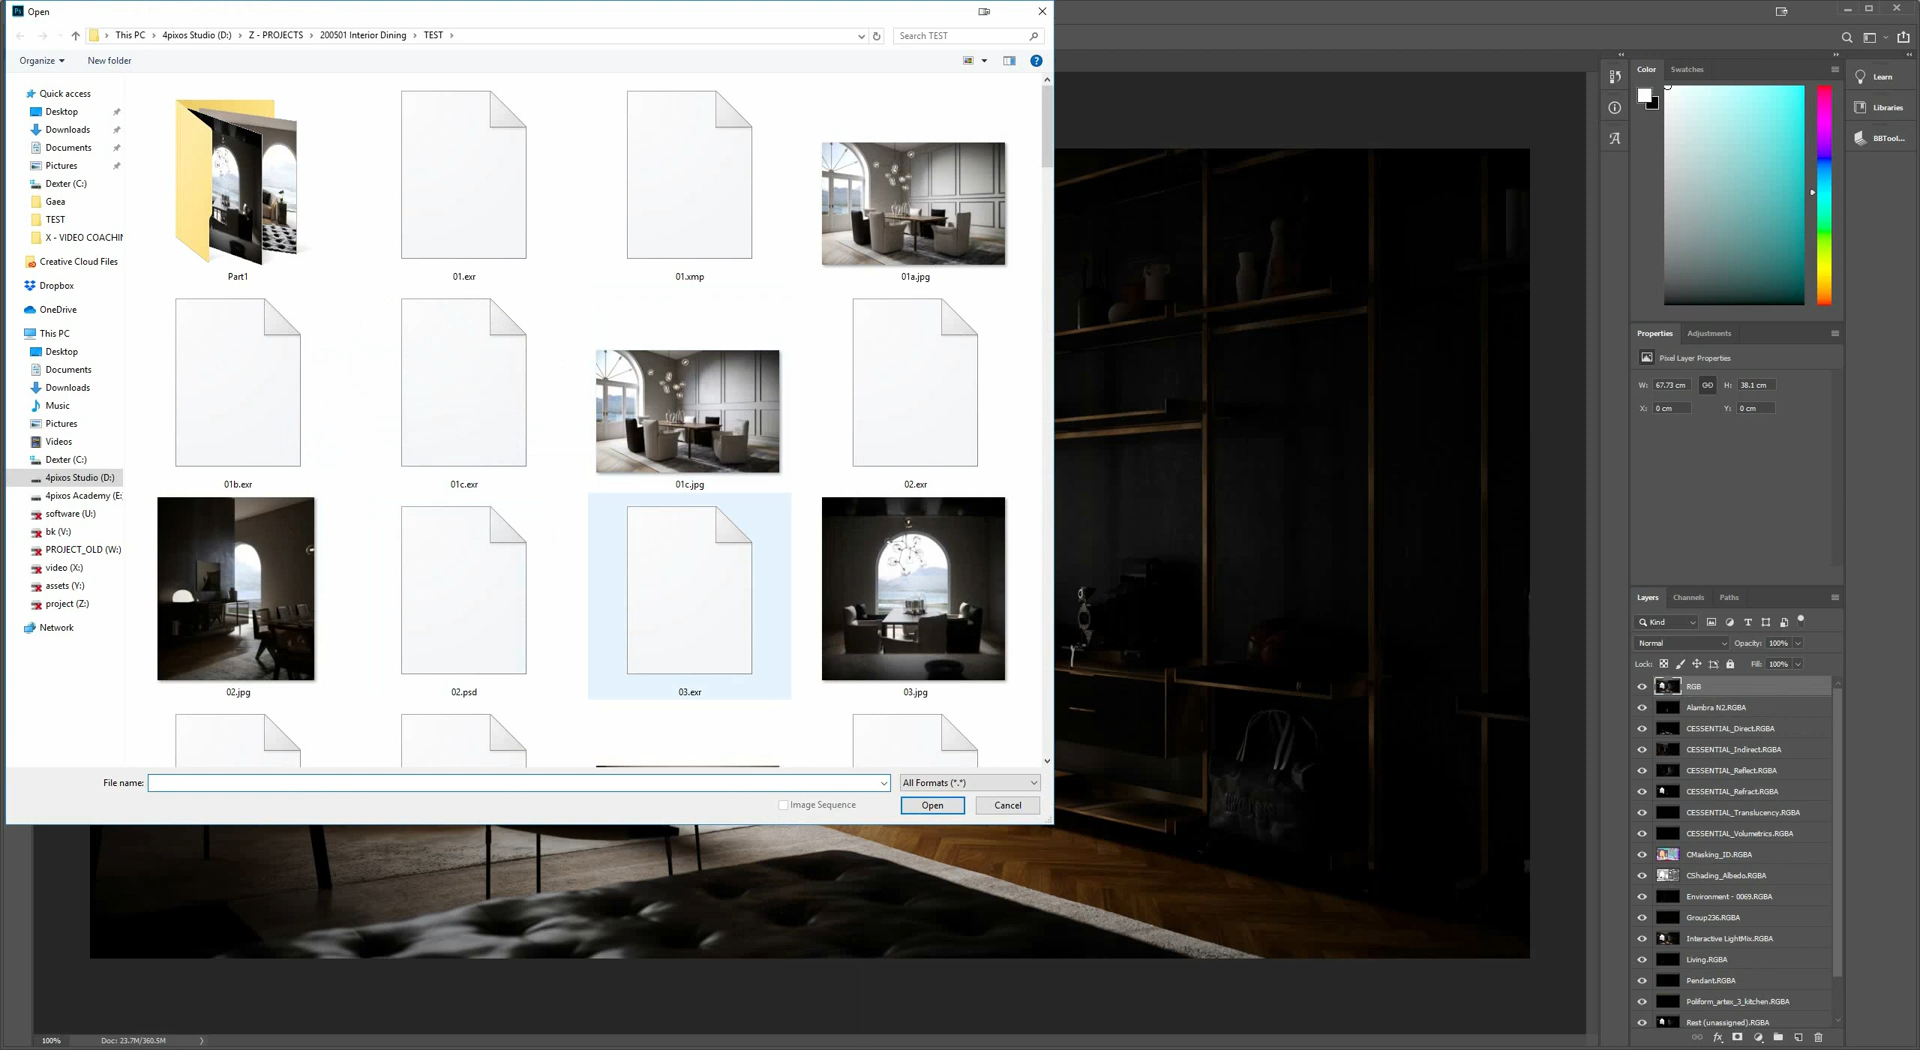 Open
This PC
4pixos Studio (D:)
Z - PROJECTS
200501 Interior Dining
TEST
Search TEST
Organize
New folder
Quick access
Desktop
Downloads
Documents
Pictures
Dexter (C:)
Gaea
TEST
X - VIDEO COACHIN
Creative Cloud Files
Dropbox
OneDrive
This PC
Desktop
Documents
Downloads
Music
Pictures
Videos
Dexter (C:)
4pixos Studio (D:)
4pixos Academy (E:
software (U:)
bk (V:)
PROJECT_OLD (W:)
video (X:)
assets (Y:)
project (Z:)
Network
Part1
01.exr
01.xmp
01a.jpg
01b.exr
01c.exr
01c.jpg
02.exr
02.jpg
02.psd
03.exr
03.jpg
File name:
All Formats (*.*)
Image Sequence
Open
Cancel
100%
Doc: 23.7M/360.5M
Color
Swatches
Learn
Libraries
BBTool...
Properties
Adjustments
Pixel Layer Properties
W: 67.73 cm
H: 38.1 cm
X: 0 cm
Y: 0 cm
Layers
Channels
Paths
Kind
Normal
Opacity: 100%
Lock:
Fill: 100%
RGB
Alambra N2.RGBA
CESSENTIAL_Direct.RGBA
CESSENTIAL_Indirect.RGBA
CESSENTIAL_Reflect.RGBA
CESSENTIAL_Refract.RGBA
CESSENTIAL_Translucency.RGBA
CESSENTIAL_Volumetrics.RGBA
CMasking_ID.RGBA
CShading_Albedo.RGBA
Environment - 0069.RGBA
Group236.RGBA
Interactive LightMix.RGBA
Living.RGBA
Pendant.RGBA
Poliform_artex_3_kitchen.RGBA
Rest (unassigned).RGBA
fx